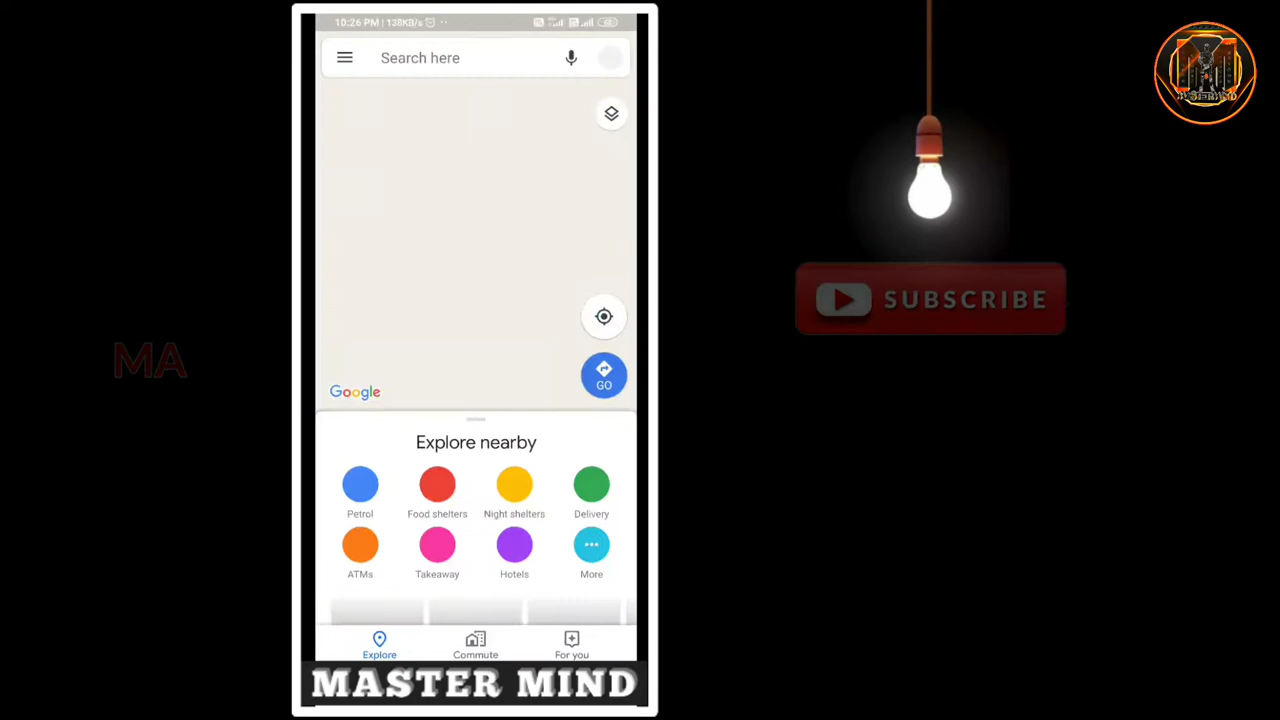 10:26 PM | 138KB/s
Search here
GO
Google
Explore nearby
Petrol
Food shelters
Night shelters
Delivery
ATMs
Takeaway
Hotels
More
Explore
Commute
For you
MASTER MIND
MA
SUBSCRIBE